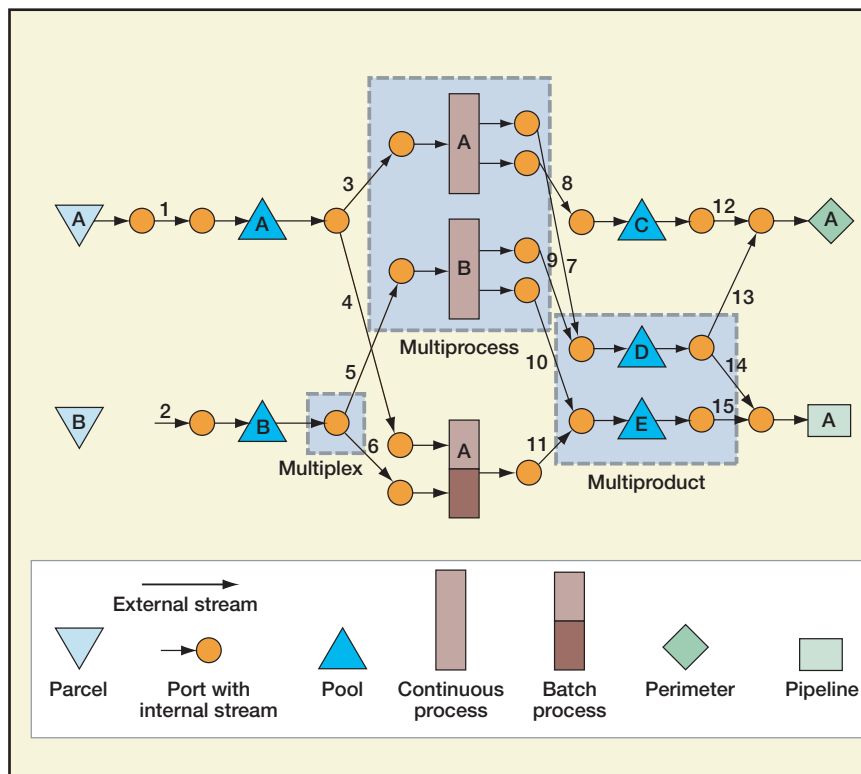 A
3
8
12
A
1
A
C
A
B
9
7
4
13
Multiprocess
D
5
10
14
B
2
B
A
11
E
15
A
6
Multiplex
Multiproduct
External stream
Parcel
Port with
internal stream
Pool
Continuous
process
Batch
process
Perimeter
Pipeline